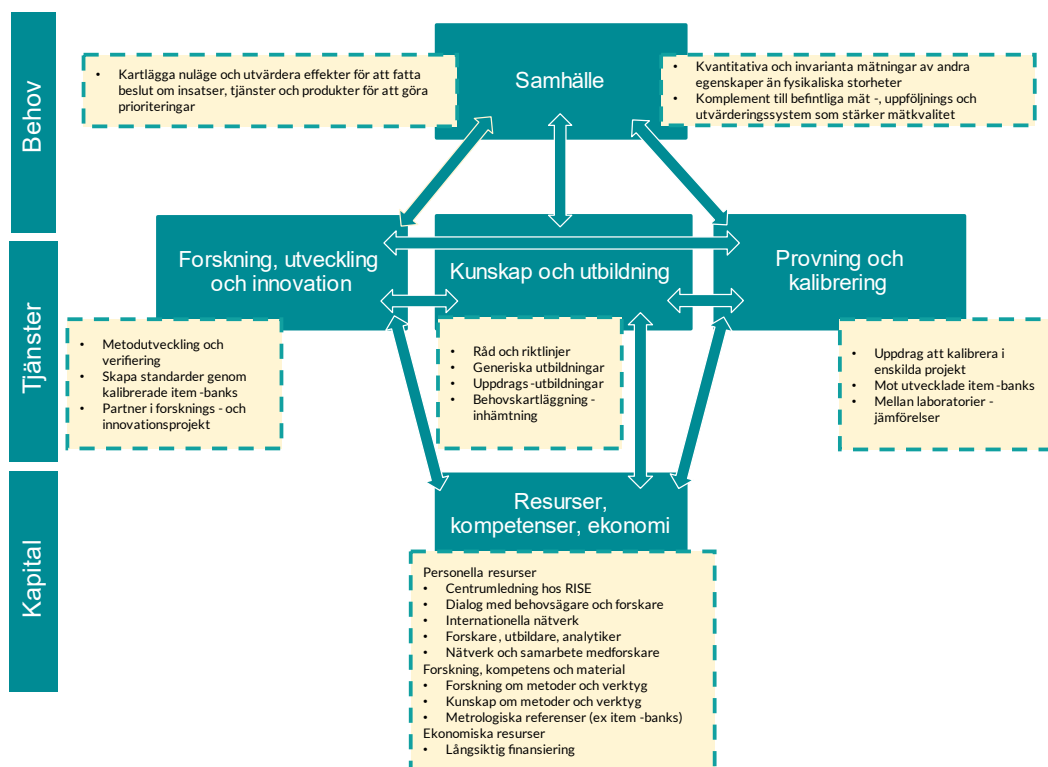 Behov
Samhälle
• Kartlägga nuläge och utvärdera effekter för att fatta
beslut om insatser, tjänster och produkter för att göra
prioriteringar
• Kvantitativa och invarianta mätningar av andra
egenskaper än fysikaliska storheter
• Komplement till befintliga mät -, uppföljnings och
utvärderingssystem som stärker mätkvalitet
Tjänster
Forskning, utveckling
och innovation
Kunskap och utbildning
Provning och
kalibrering
• Metodutveckling och
verifiering
• Skapa standarder genom
kalibrerade item -banks
• Partner i forsknings - och
innovationsprojekt
• Råd och riktlinjer
• Generiska utbildningar
• Uppdrags -utbildningar
• Behovskartläggning -
inhämtning
• Uppdrag att kalibrera i
enskilda projekt
• Mot utvecklade item -banks
• Mellan laboratorier -
jämförelser
Kapital
Resurser,
kompetenser, ekonomi
Personella resurser
• Centrumledning hos RISE
• Dialog med behovsägare och forskare
• Internationella nätverk
• Forskare, utbildare, analytiker
• Nätverk och samarbete medforskare
Forskning, kompetens och material
• Forskning om metoder och verktyg
• Kunskap om metoder och verktyg
• Metrologiska referenser (ex item -banks)
Ekonomiska resurser
• Långsiktig finansiering